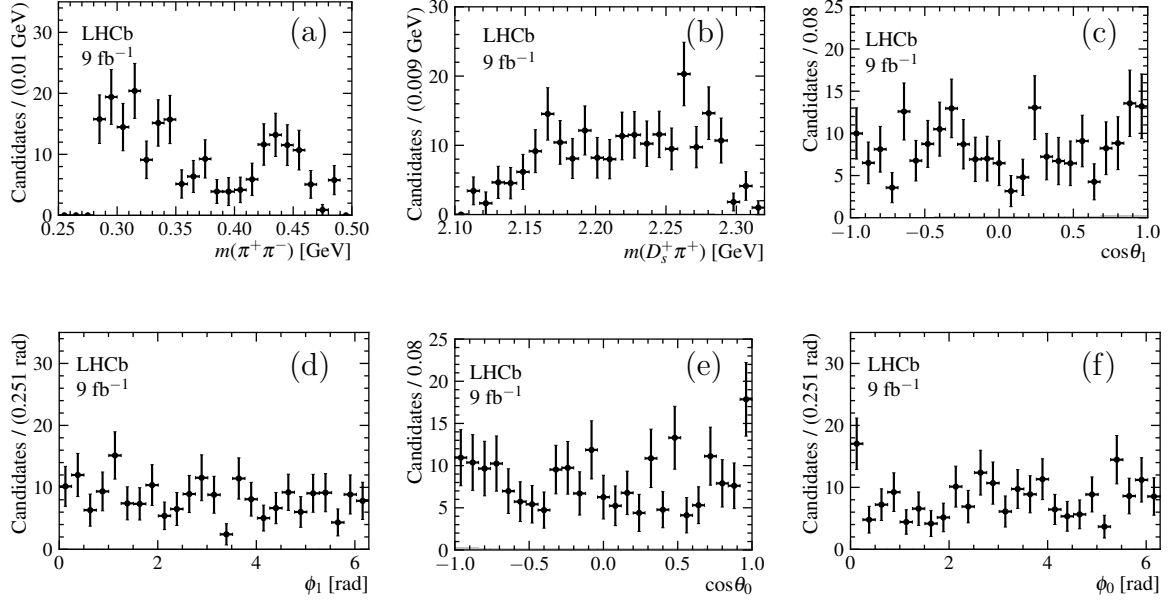 LHCb
9 fb⁻¹
(a)
Candidates / (0.01 GeV)
30
20
10
0
0.25 0.30 0.35 0.40 0.45 0.50
m(π⁺π⁻) [GeV]
LHCb
9 fb⁻¹
(b)
Candidates / (0.009 GeV)
30
20
10
0
2.10 2.15 2.20 2.25 2.30
m(D_s⁺π⁺) [GeV]
LHCb
9 fb⁻¹
(c)
Candidates / 0.08
25
20
15
10
5
0
−1.0 −0.5 0.0 0.5 1.0
cosθ₁
LHCb
9 fb⁻¹
(d)
Candidates / (0.251 rad)
30
20
10
0
0 2 4 6
ϕ₁ [rad]
LHCb
9 fb⁻¹
(e)
Candidates / 0.08
25
20
15
10
5
0
−1.0 −0.5 0.0 0.5 1.0
cosθ₀
LHCb
9 fb⁻¹
(f)
Candidates / (0.251 rad)
30
20
10
0
0 2 4 6
ϕ₀ [rad]